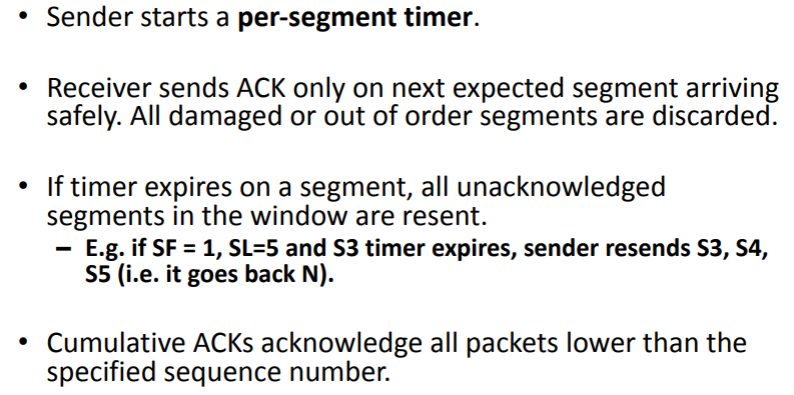 • Sender starts a per-segment timer.
• Receiver sends ACK only on next expected segment arriving
safely. All damaged or out of order segments are discarded.
• If timer expires on a segment, all unacknowledged
segments in the window are resent.
– E.g. if SF = 1, SL=5 and S3 timer expires, sender resends S3, S4,
S5 (i.e. it goes back N).
• Cumulative ACKs acknowledge all packets lower than the
specified sequence number.